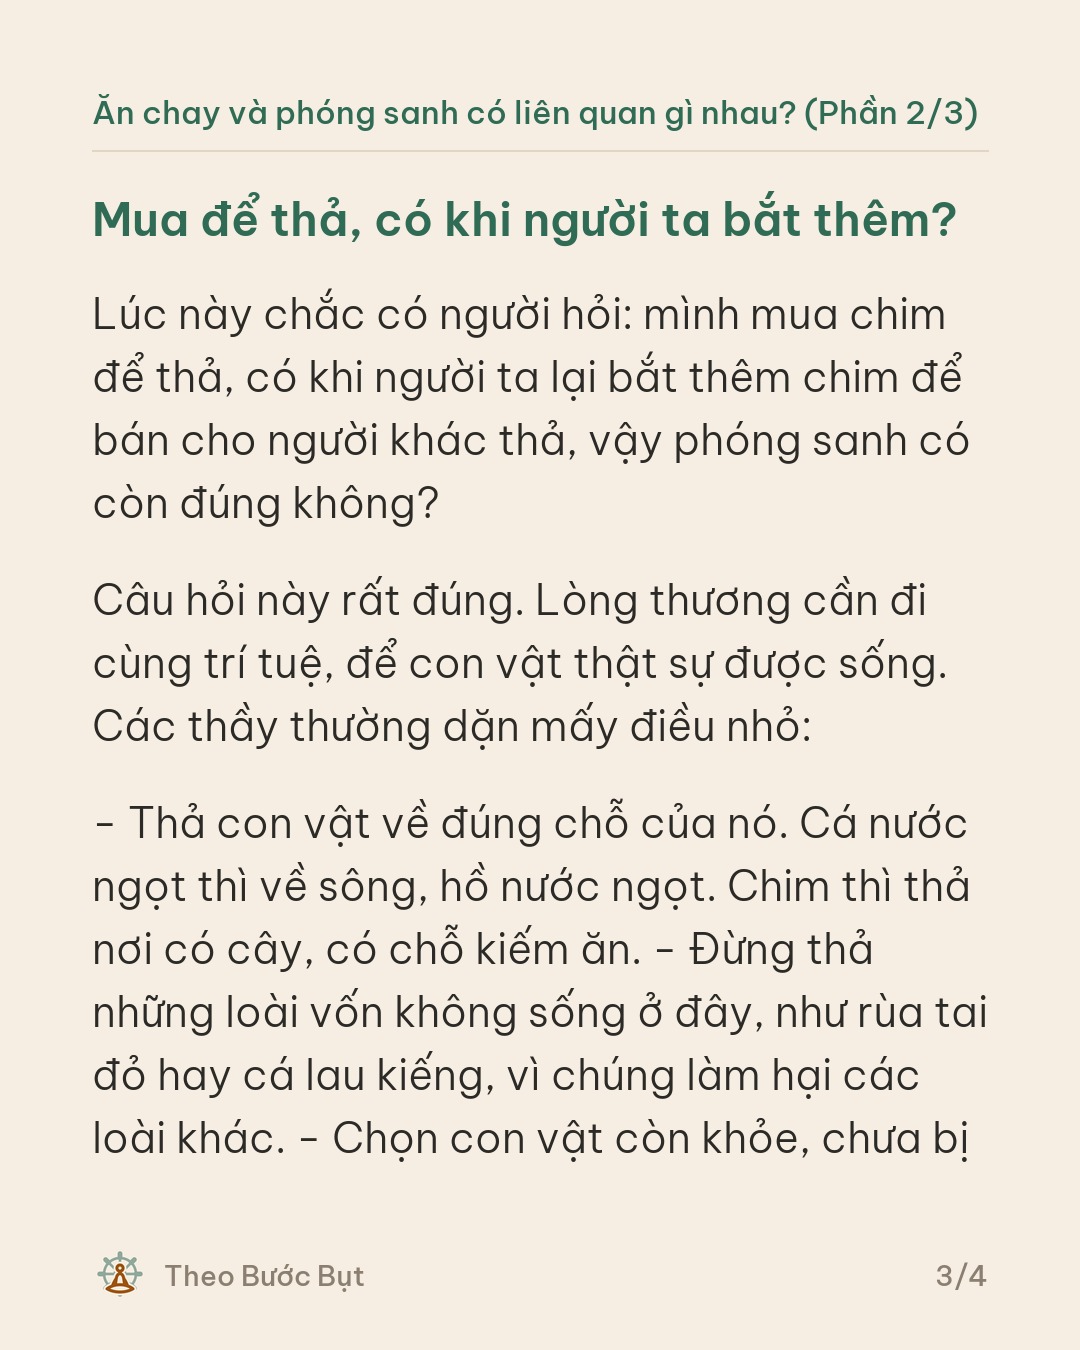 Ăn chay và phóng sanh có liên quan gì nhau? (Phần 2/3)
Mua để thả, có khi người ta bắt thêm?
Lúc này chắc có người hỏi: mình mua chim
để thả, có khi người ta lại bắt thêm chim để
bán cho người khác thả, vậy phóng sanh có
còn đúng không?
Câu hỏi này rất đúng. Lòng thương cần đi
cùng trí tuệ, để con vật thật sự được sống.
Các thầy thường dặn mấy điều nhỏ:
– Thả con vật về đúng chỗ của nó. Cá nước
ngọt thì về sông, hồ nước ngọt. Chim thì thả
nơi có cây, có chỗ kiếm ăn. – Đừng thả
những loài vốn không sống ở đây, như rùa tai
đỏ hay cá lau kiếng, vì chúng làm hại các
loài khác. – Chọn con vật còn khỏe, chưa bị
Theo Bước Bụt
3/4